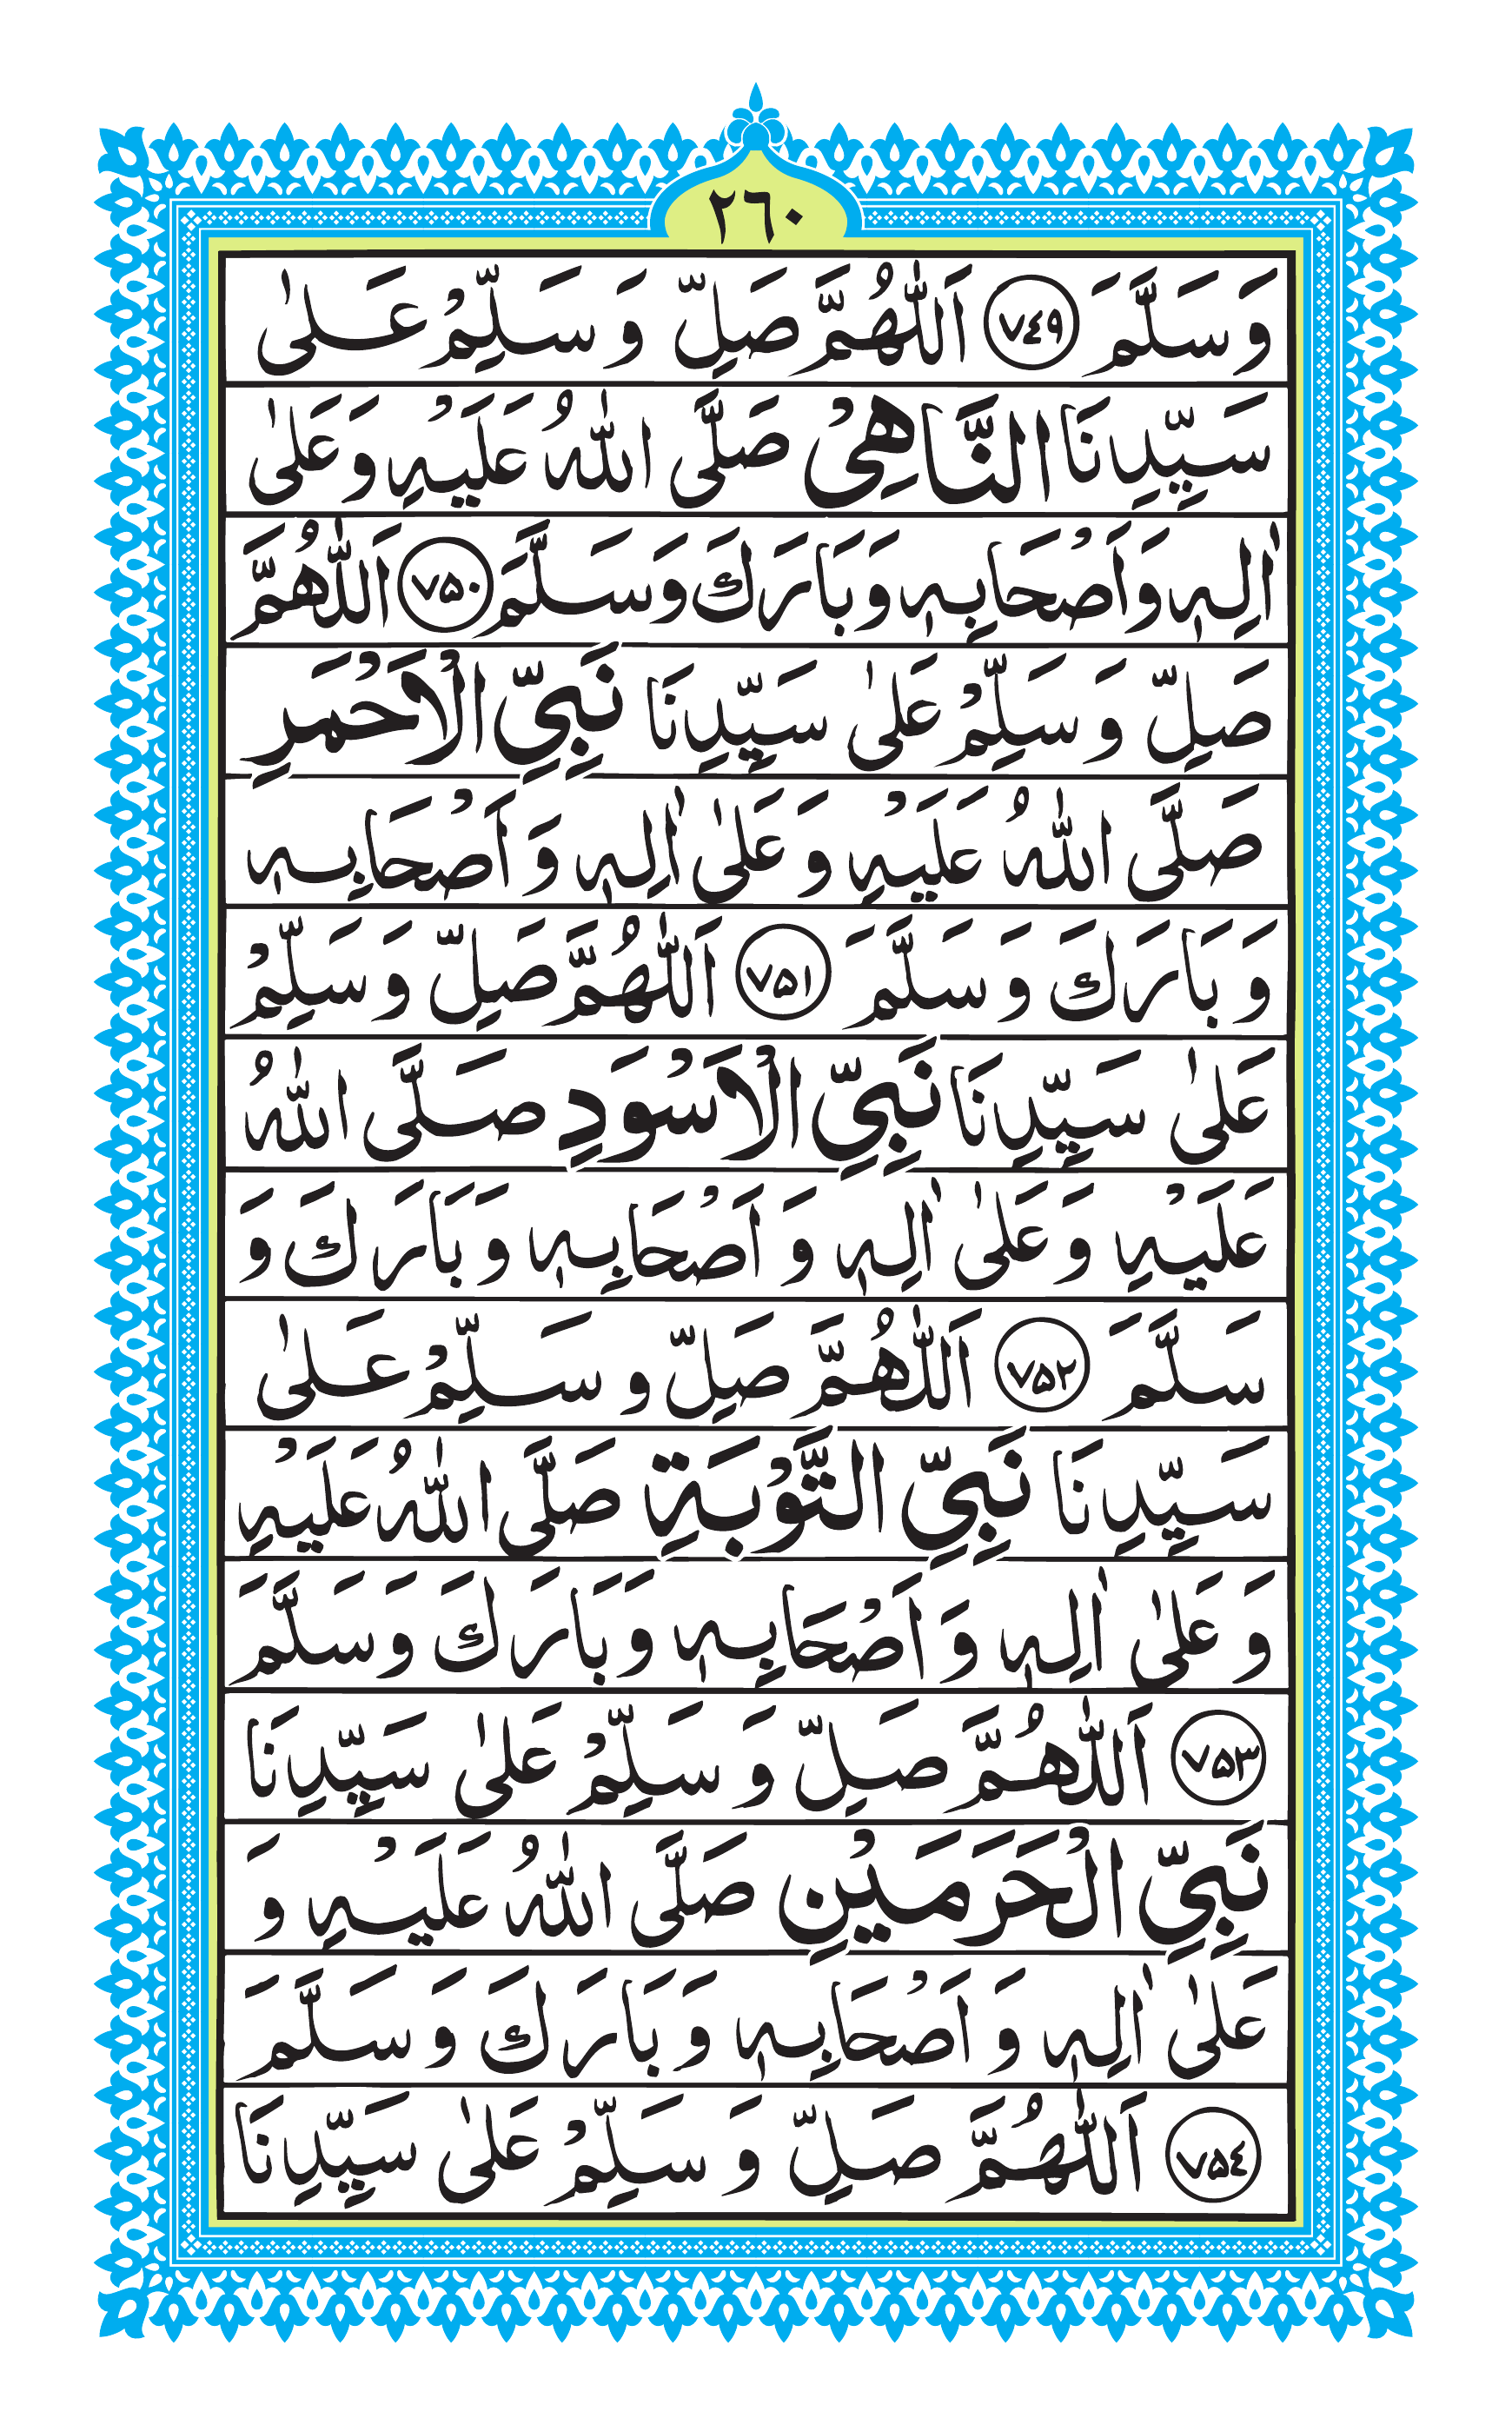 ٢٦٠
وَسَلَّمَ ٧٤٩ اَللّٰهُمَّ صَلِّ وَ سَلِّمْ عَلٰى
سَيِّدِنَا النَّاهِيْ صَلَّى اللّٰهُ عَلَيْهِ وَعَلٰى
اٰلِهٖ وَاَصْحَابِهٖ وَبَارَكَ وَسَلَّمَ ٧٥٠ اَللّٰهُمَّ
صَلِّ وَ سَلِّمْ عَلٰى سَيِّدِنَا نَبِيِّ الْاَحْمَرِ
صَلَّى اللّٰهُ عَلَيْهِ وَعَلٰى اٰلِهٖ وَ اَصْحَابِهٖ
وَ بَارَكَ وَ سَلَّمَ ٧٥١ اَللّٰهُمَّ صَلِّ وَ سَلِّمْ
عَلٰى سَيِّدِنَا نَبِيِّ الْاَسْوَدِ صَلَّى اللّٰهُ
عَلَيْهِ وَعَلٰى اٰلِهٖ وَ اَصْحَابِهٖ وَ بَارَكَ وَ
سَلَّمَ ٧٥٢ اَللّٰهُمَّ صَلِّ و سَلِّمْ عَلٰى
سَيِّدِنَا نَبِيِّ التَّوْبَةِ صَلَّى اللّٰهُ عَلَيْهِ
وَ عَلٰى اٰلِهٖ وَ اَصْحَابِهٖ وَبَارَكَ وَ سَلَّمَ
٧٥٣ اَللّٰهُمَّ صَلِّ وَ سَلِّمْ عَلٰى سَيِّدِنَا
نَبِيِّ الْحَرَمَيْنِ صَلَّى اللّٰهُ عَلَيْهِ وَ
عَلٰى اٰلِهٖ وَ اَصْحَابِهٖ وَ بَارَكَ وَ سَلَّمَ
٧٥٤ اَللّٰهُمَّ صَلِّ وَ سَلِّمْ عَلٰى سَيِّدِنَا